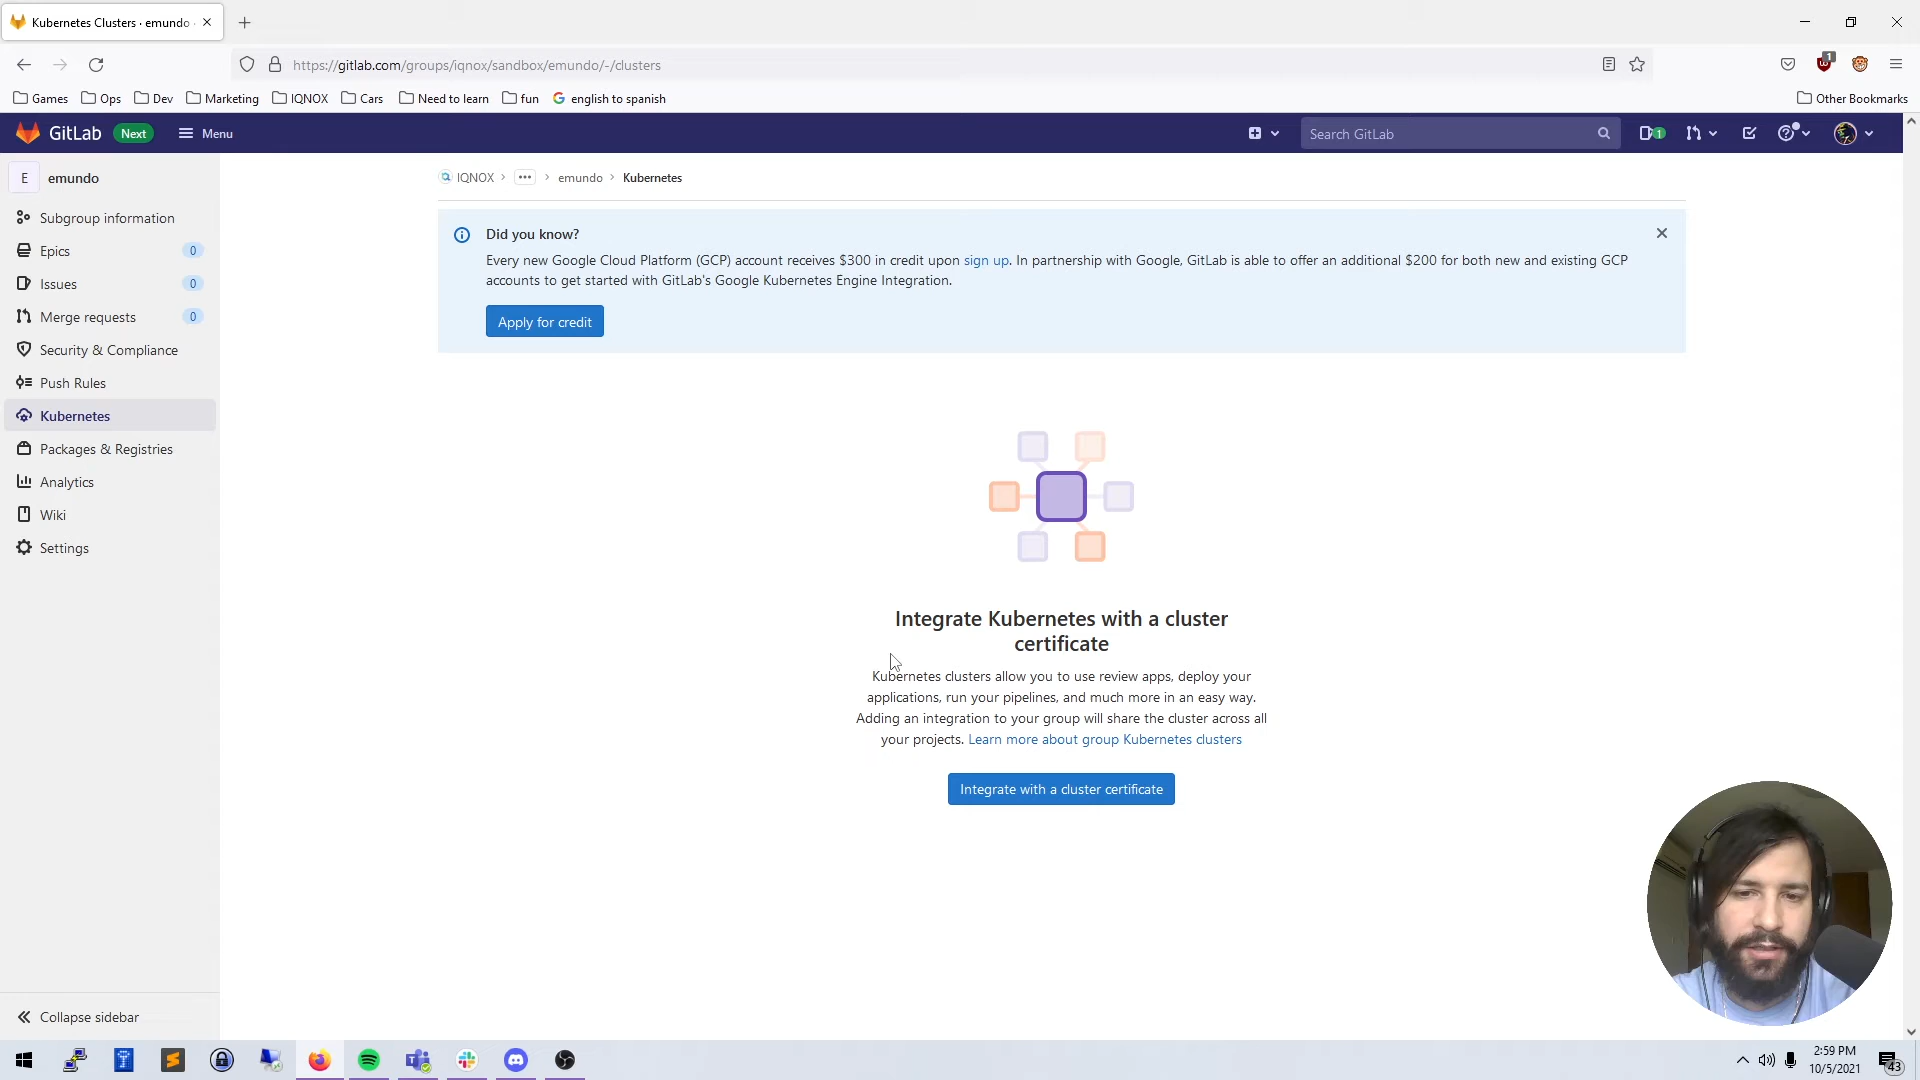 Kubernetes Clusters · emundo
https://gitlab.com/groups/iqnox/sandbox/emundo/-/clusters
1
Games Ops Dev Marketing IQNOX Cars Need to learn fun english to spanish Other Bookmarks
GitLab Next Menu Search GitLab 1
E emundo
Subgroup information
Epics 0
Issues 0
Merge requests 0
Security & Compliance
Push Rules
Kubernetes
Packages & Registries
Analytics
Wiki
Settings
Collapse sidebar
IQNOX › ••• › emundo › Kubernetes
Did you know?
Every new Google Cloud Platform (GCP) account receives $300 in credit upon sign up. In partnership with Google, GitLab is able to offer an additional $200 for both new and existing GCP
accounts to get started with GitLab's Google Kubernetes Engine Integration.
Apply for credit
Integrate Kubernetes with a cluster
certificate
Kubernetes clusters allow you to use review apps, deploy your
applications, run your pipelines, and much more in an easy way.
Adding an integration to your group will share the cluster across all
your projects. Learn more about group Kubernetes clusters
Integrate with a cluster certificate
2:59 PM
10/5/2021
43